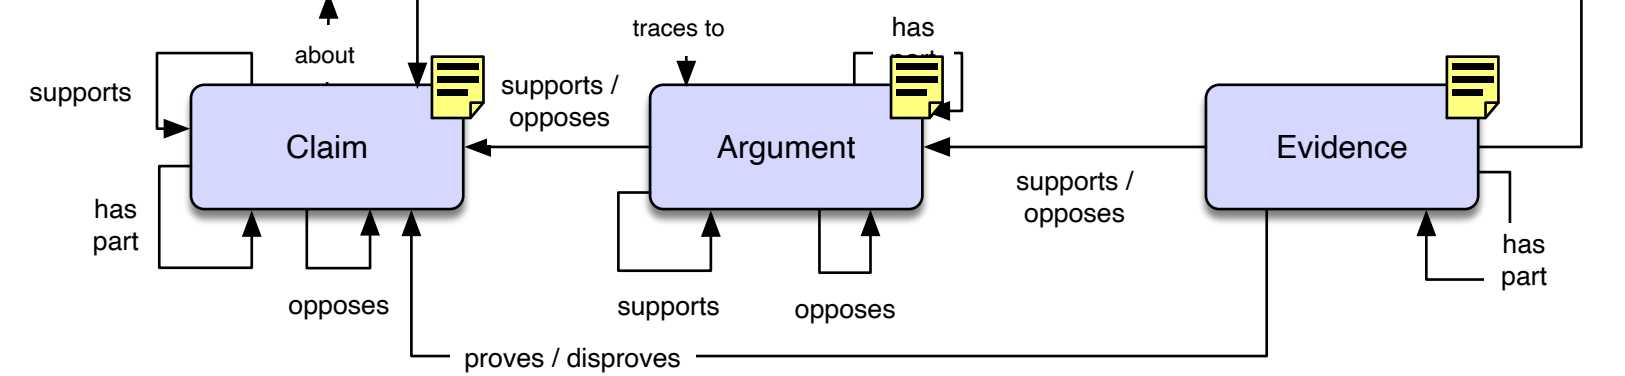 has
traces to
part
about
supports /
opposes
supports
Claim
Argument
Evidence
supports /
opposes
has
part
has
part
opposes
supports
opposes
proves / disproves